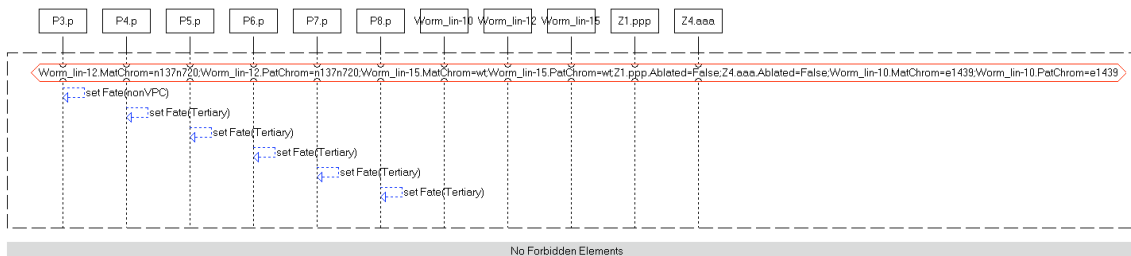 P3.p P4.p P5.p P6.p P7.p P8.p Worm_lin-10 Worm_lin-12 Worm_lin-15 Z1.ppp Z4.aaa
Worm_lin-12.MatChrom=n137n720;Worm_lin-12.PatChrom=n137n720;Worm_lin-15.MatChrom=wt;Worm_lin-15.PatChrom=wt;Z1.ppp.Ablated=False;Z4.aaa.Ablated=False;Worm_lin-10.MatChrom=e1439;Worm_lin-10.PatChrom=e1439
set Fate(nonVPC)
set Fate(Tertiary)
set Fate(Tertiary)
set Fate(Tertiary)
set Fate(Tertiary)
set Fate(Tertiary)
No Forbidden Elements